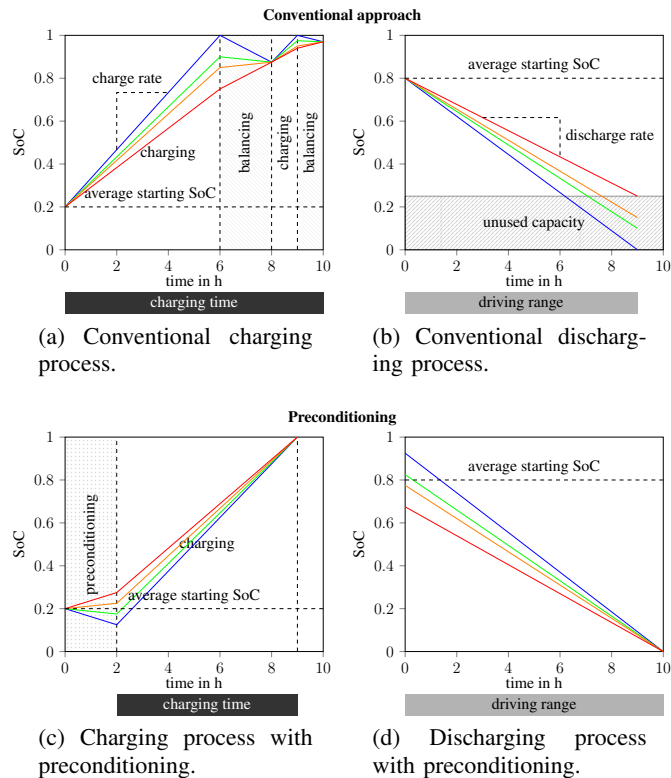 Conventional approach
1
0.8
0.6
0.4
0.2
0
SoC
charge rate
charging
average starting SoC
balancing
charging
balancing
0 2 4 6 8 10
time in h
charging time
(a) Conventional charging
process.
1
0.8
0.6
0.4
0.2
0
SoC
average starting SoC
discharge rate
unused capacity
0 2 4 6 8 10
time in h
driving range
(b) Conventional discharg-
ing process.
Preconditioning
1
0.8
0.6
0.4
0.2
0
SoC
preconditioning
charging
average starting SoC
0 2 4 6 8 10
time in h
charging time
(c) Charging process with
preconditioning.
1
0.8
0.6
0.4
0.2
0
SoC
average starting SoC
0 2 4 6 8 10
time in h
driving range
(d) Discharging process
with preconditioning.